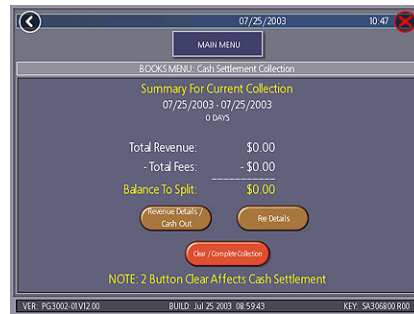 07/25/2003 10:47
MAIN MENU
BOOKS MENU: Cash Settlement Collection
Summary For Current Collection
07/25/2003 - 07/25/2003
0 DAYS
Total Revenue: $0.00
- Total Fees: - $0.00
Balance To Split: $0.00
Revenue Details /
Cash Out
Fee Details
Clear / Complete Collection
NOTE: 2 Button Clear Affects Cash Settlement
VER: PG3002-01V12.00 BUILD: Jul 25 2003 08:59:43 KEY: SA306800 R00